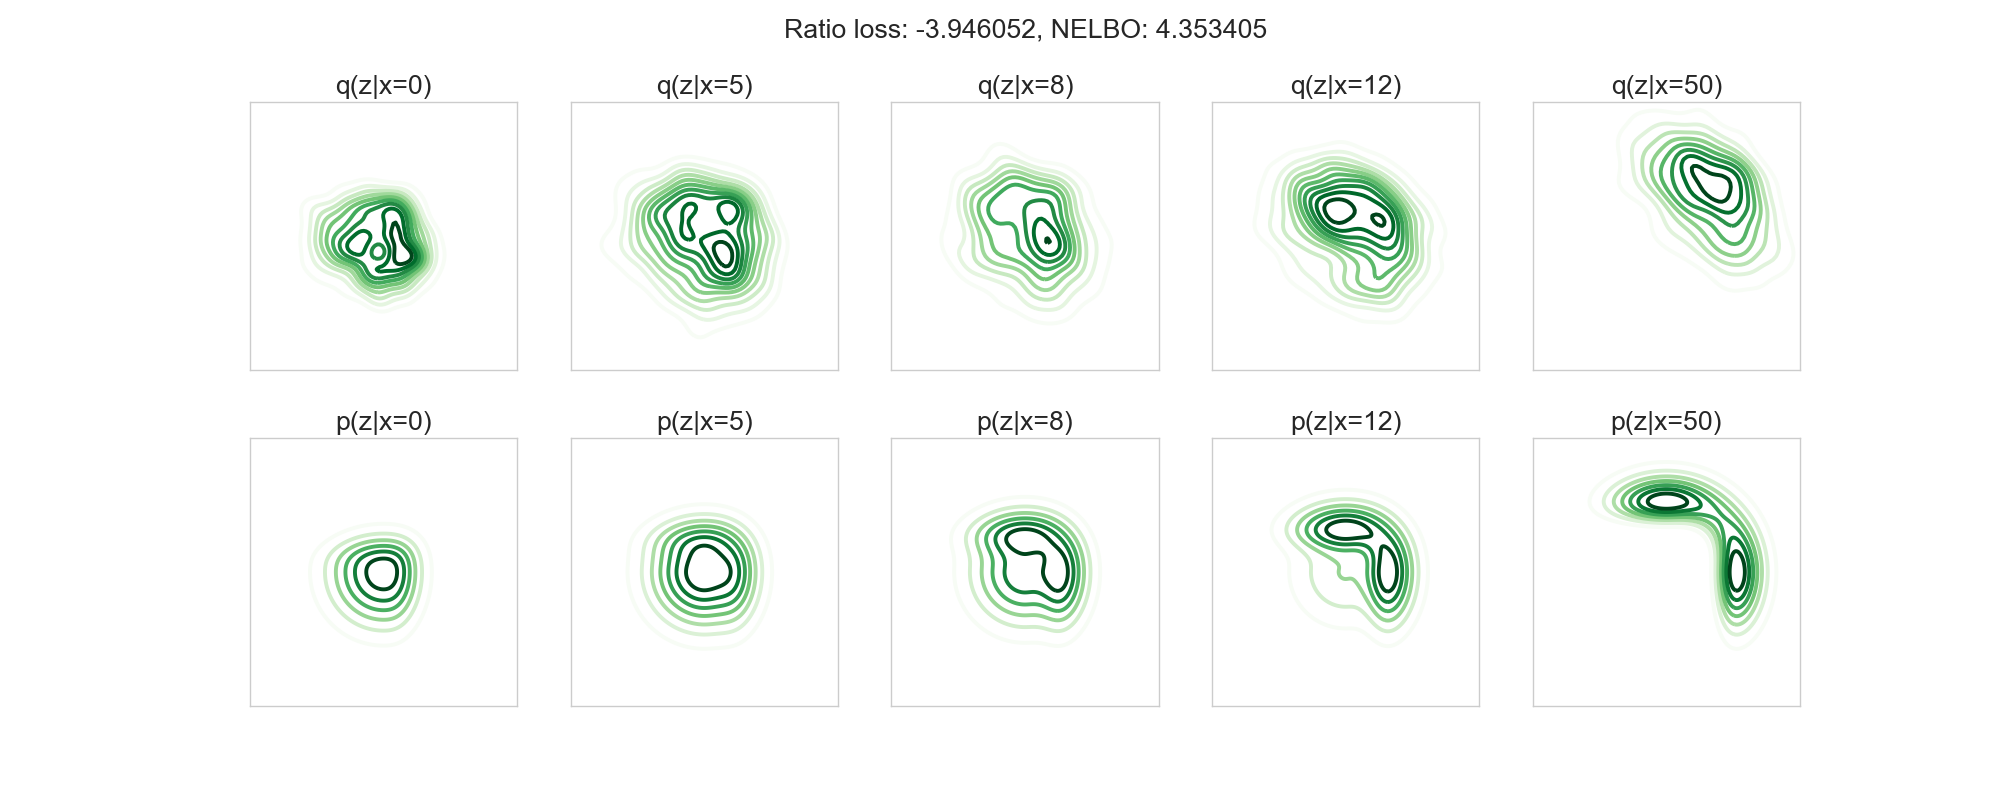 Ratio loss: -3.946052, NELBO: 4.353405
q(z|x=0) q(z|x=5) q(z|x=8) q(z|x=12) q(z|x=50)
p(z|x=0) p(z|x=5) p(z|x=8) p(z|x=12) p(z|x=50)